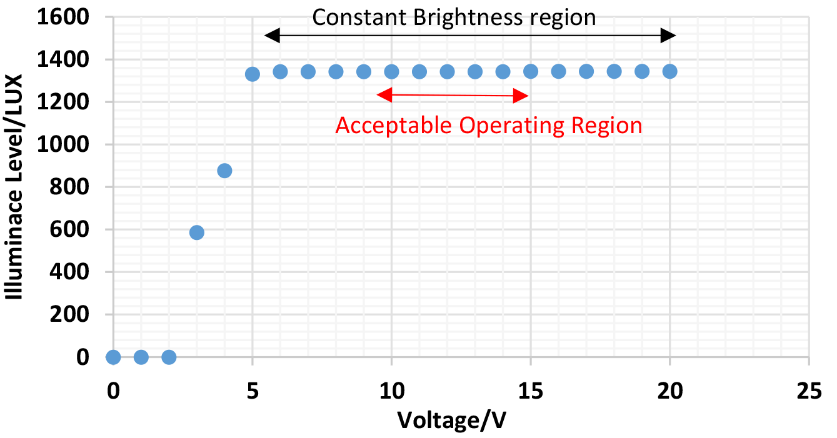 Constant Brightness region
Acceptable Operating Region
Illuminace Level/LUX
1600
1400
1200
1000
800
600
400
200
0
0 5 10 15 20 25
Voltage/V